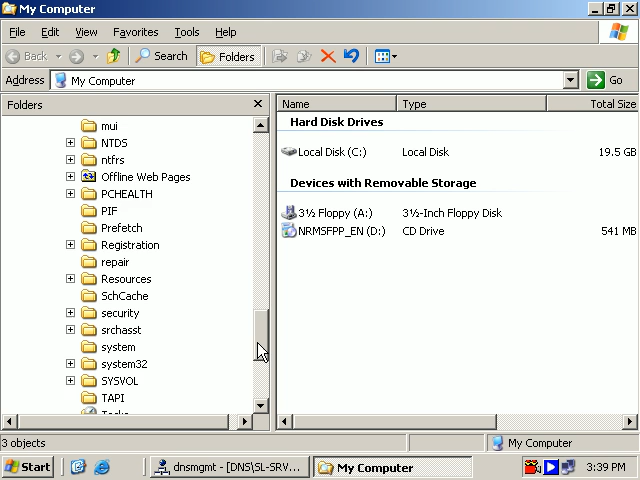 My Computer
File Edit View Favorites Tools Help
Back Search Folders
Address My Computer Go
Folders
Name Type Total Size
mui
NTDS
ntfrs
Offline Web Pages
PCHEALTH
PIF
Prefetch
Registration
repair
Resources
SchCache
security
srchasst
system
system32
SYSVOL
TAPI
Tasks
Hard Disk Drives
Local Disk (C:) Local Disk 19.5 GB
Devices with Removable Storage
3½ Floppy (A:) 3½-Inch Floppy Disk
NRMSFPP_EN (D:) CD Drive 541 MB
3 objects My Computer
Start dnsmgmt - [DNS\SL-SRV... My Computer 3:39 PM